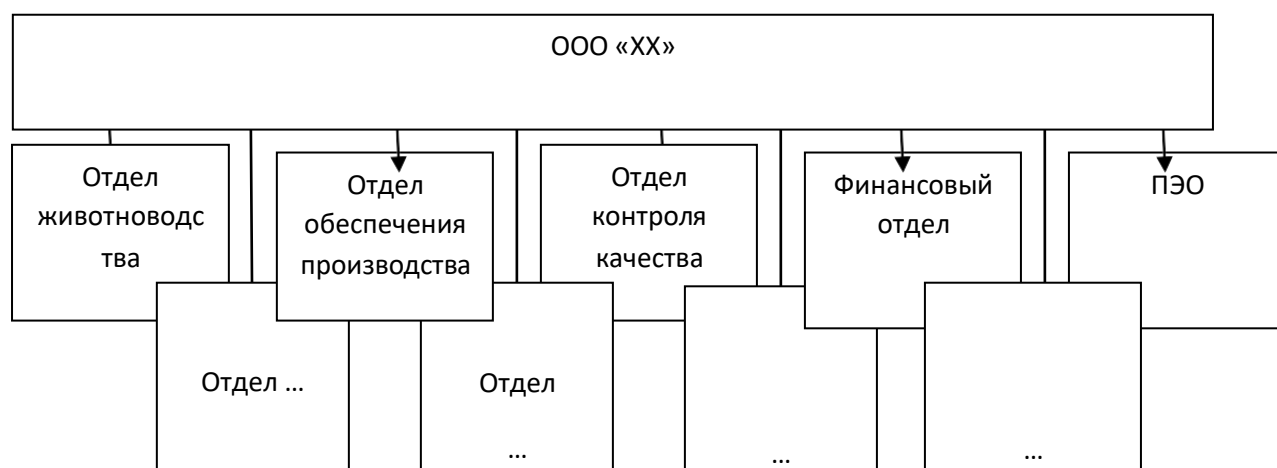 ООО «ХХ»
Отдел
животноводс
тва
Отдел
обеспечения
производства
Отдел
контроля
качества
Финансовый
отдел
ПЭО
Отдел ...
Отдел
...
...
...